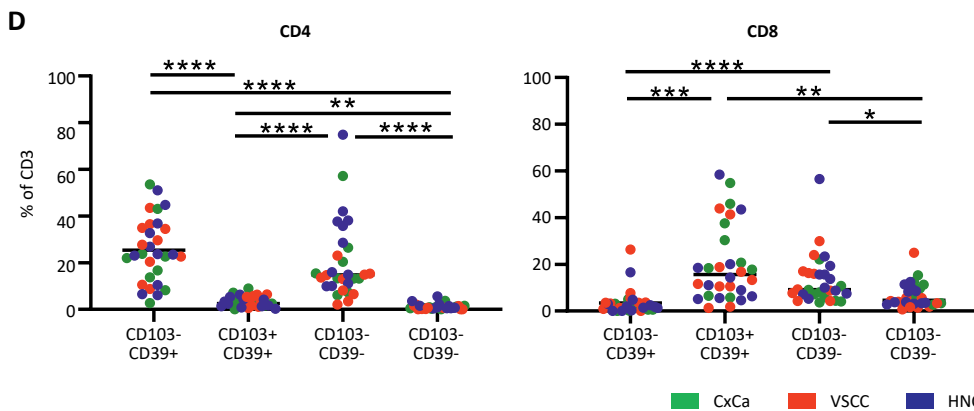 D
CD4
CD8
% of CD3
100
80
60
40
20
0
****
****
**
****
****
CD103- CD103+ CD103- CD103-
CD39+ CD39+ CD39- CD39-
100
80
60
40
20
0
****
***
**
*
CD103- CD103+ CD103- CD103-
CD39+ CD39+ CD39- CD39-
CxCa VSCC